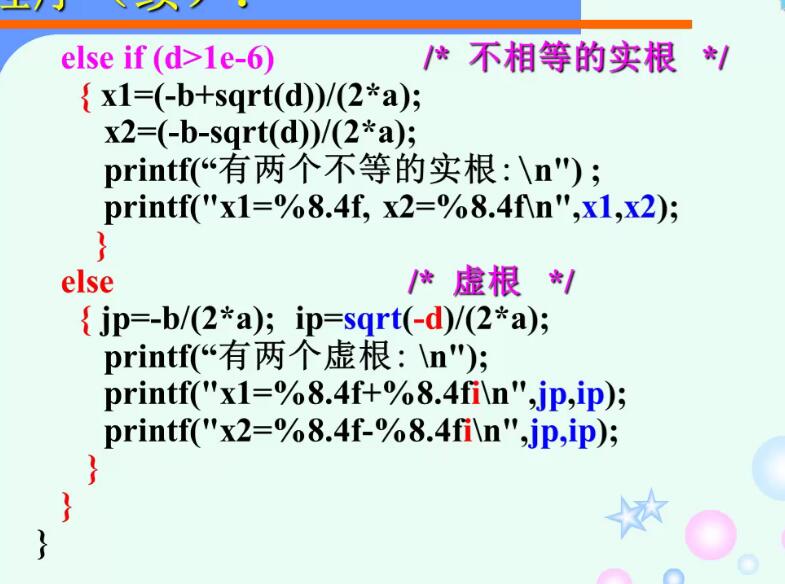 else if (d>1e-6) /* 不相等的实根 */
{ x1=(-b+sqrt(d))/(2*a);
x2=(-b-sqrt(d))/(2*a);
printf(“有两个不等的实根:\n") ;
printf("x1=%8.4f, x2=%8.4f\n",x1,x2);
}
else /* 虚根 */
{ jp=-b/(2*a); ip=sqrt(-d)/(2*a);
printf(“有两个虚根: \n");
printf("x1=%8.4f+%8.4fi\n",jp,ip);
printf("x2=%8.4f-%8.4fi\n",jp,ip);
}
}
}